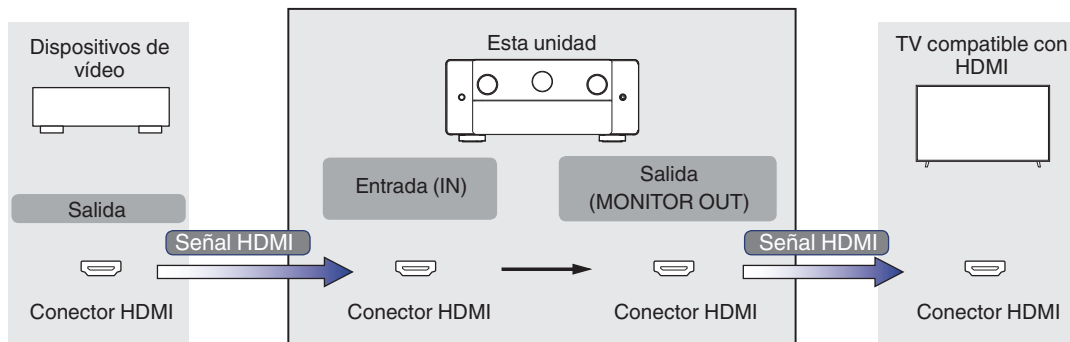 Dispositivos de
vídeo
Esta unidad
TV compatible con
HDMI
Salida
Entrada (IN)
Salida
(MONITOR OUT)
Señal HDMI
Señal HDMI
Conector HDMI
Conector HDMI
Conector HDMI
Conector HDMI